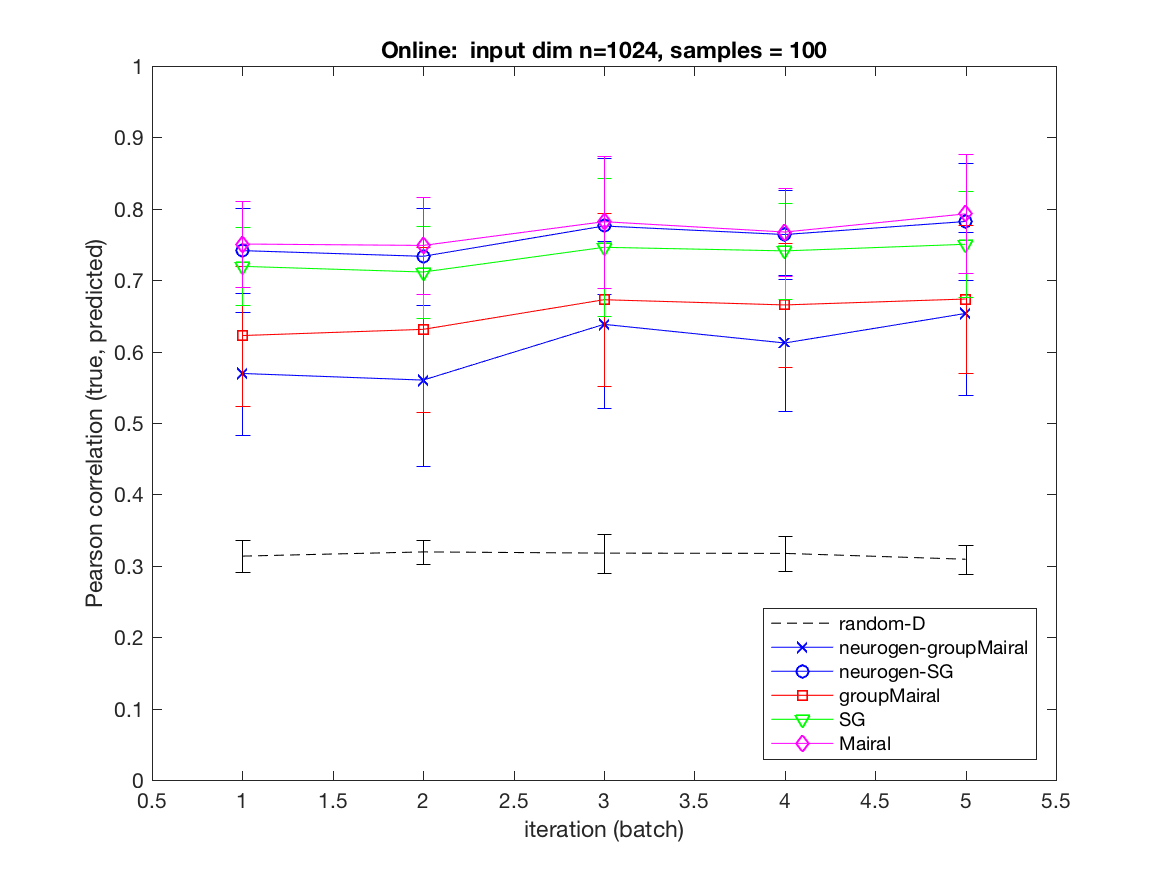 Online:  input dim n=1024, samples = 100
Pearson correlation (true, predicted)
1
0.9
0.8
0.7
0.6
0.5
0.4
0.3
0.2
0.1
0
random-D
neurogen-groupMairal
neurogen-SG
groupMairal
SG
Mairal
0.5 1 1.5 2 2.5 3 3.5 4 4.5 5 5.5
iteration (batch)